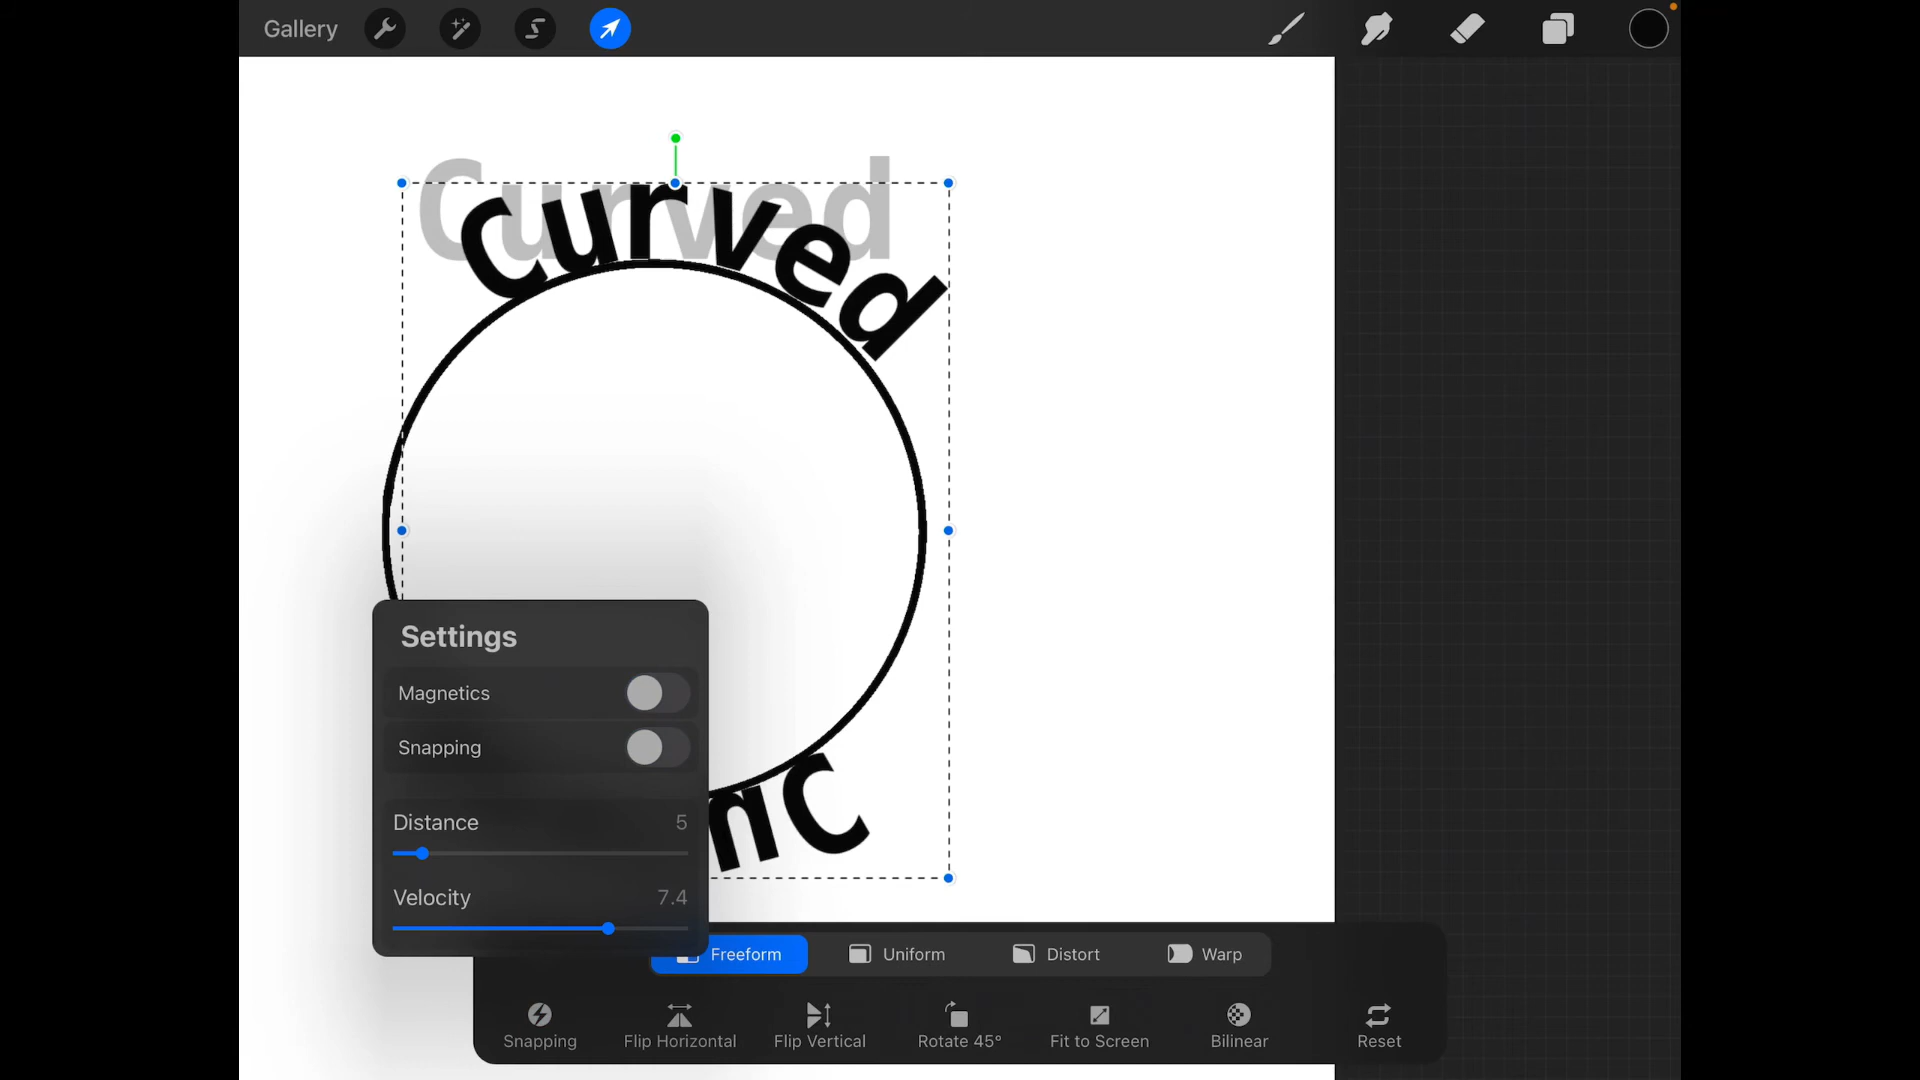 Gallery
Curved
Curved
Settings
Magnetics
Snapping
Distance 5
Velocity 7.4
Cu
Freeform Uniform Distort Warp
Snapping Flip Horizontal Flip Vertical Rotate 45° Fit to Screen Bilinear Reset